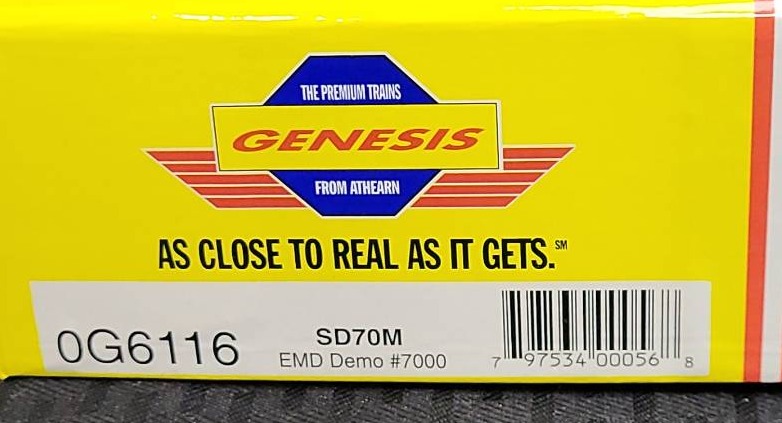 THE PREMIUM TRAINS
GENESIS
FROM ATHEARN
AS CLOSE TO REAL AS IT GETS.℠
0G6116
SD70M
EMD Demo #7000
7 97534 00056 8